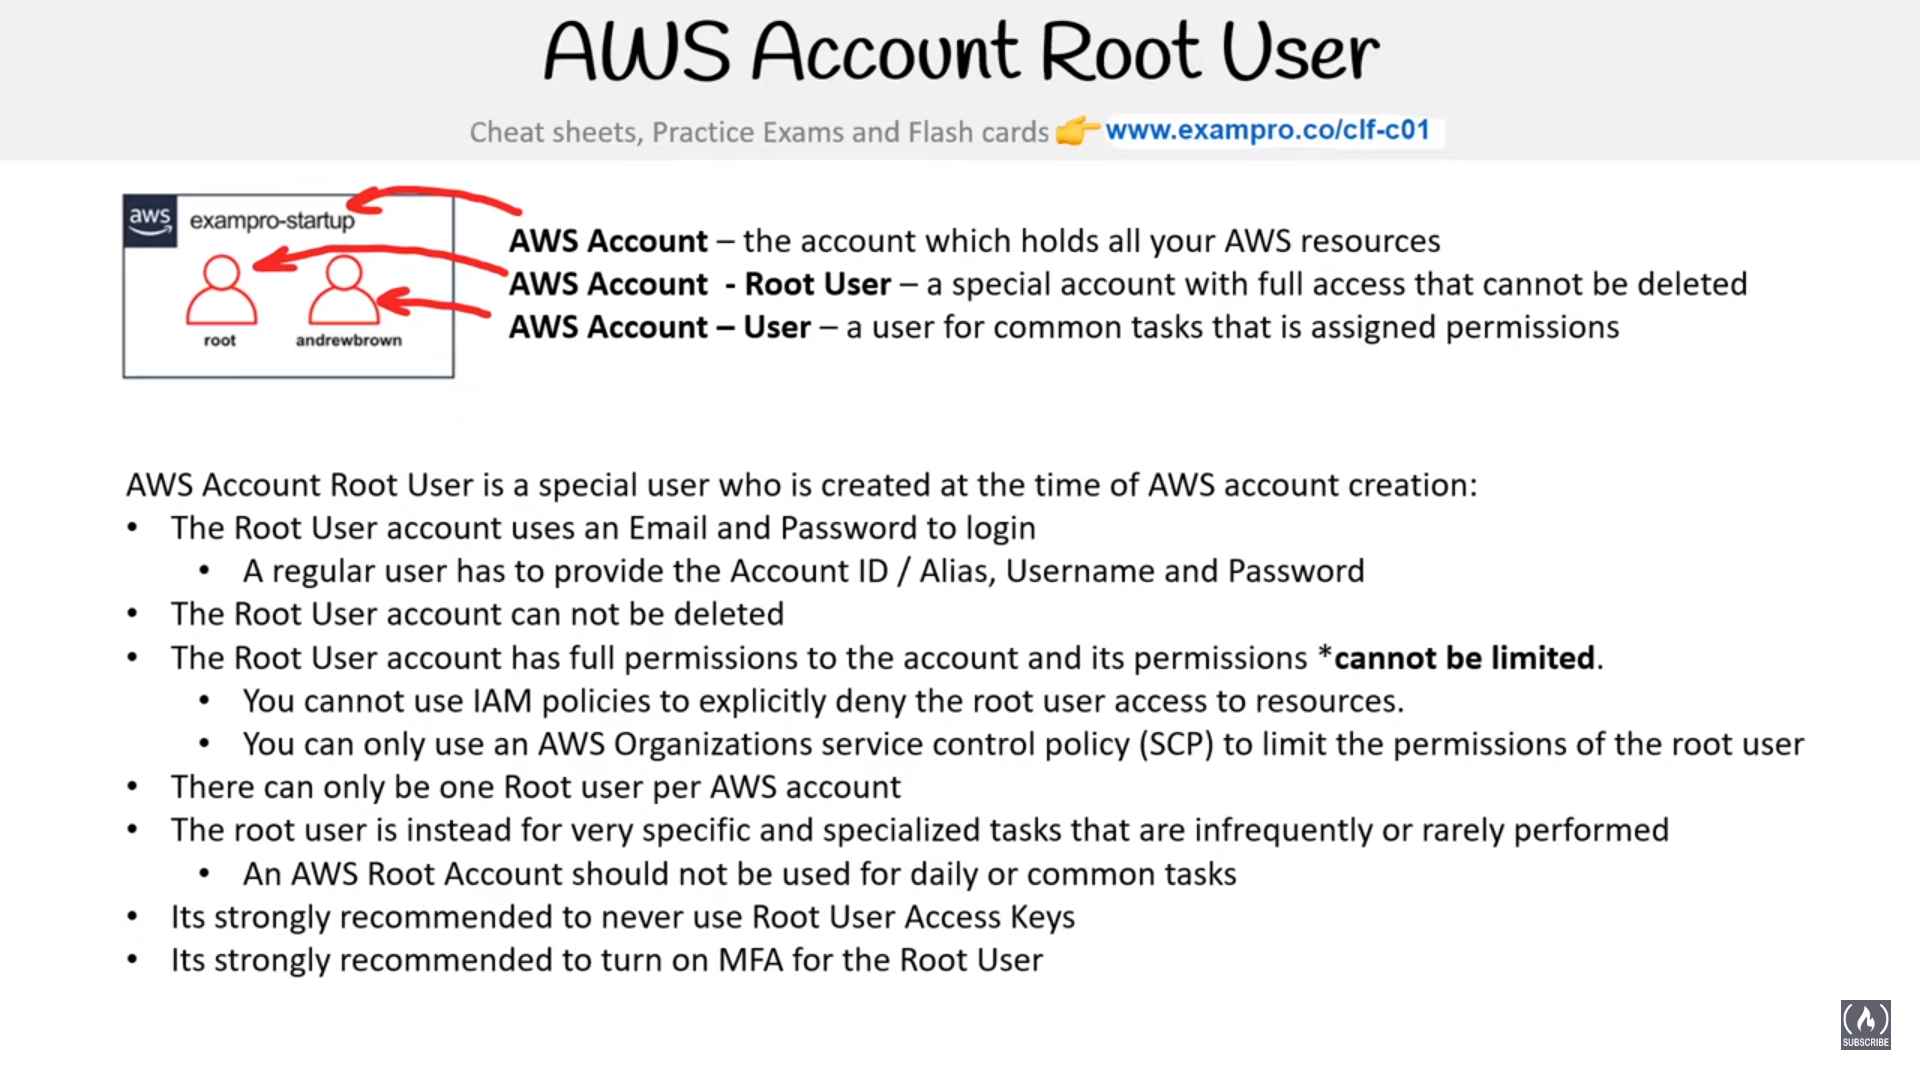 AWS Account Root User
Cheat sheets, Practice Exams and Flash cards 👉 www.exampro.co/clf-c01
aws
exampro-startup
root
andrewbrown
AWS Account – the account which holds all your AWS resources
AWS Account - Root User – a special account with full access that cannot be deleted
AWS Account – User – a user for common tasks that is assigned permissions
AWS Account Root User is a special user who is created at the time of AWS account creation:
• The Root User account uses an Email and Password to login
• A regular user has to provide the Account ID / Alias, Username and Password
• The Root User account can not be deleted
• The Root User account has full permissions to the account and its permissions *cannot be limited.
• You cannot use IAM policies to explicitly deny the root user access to resources.
• You can only use an AWS Organizations service control policy (SCP) to limit the permissions of the root user
• There can only be one Root user per AWS account
• The root user is instead for very specific and specialized tasks that are infrequently or rarely performed
• An AWS Root Account should not be used for daily or common tasks
• Its strongly recommended to never use Root User Access Keys
• Its strongly recommended to turn on MFA for the Root User
SUBSCRIBE